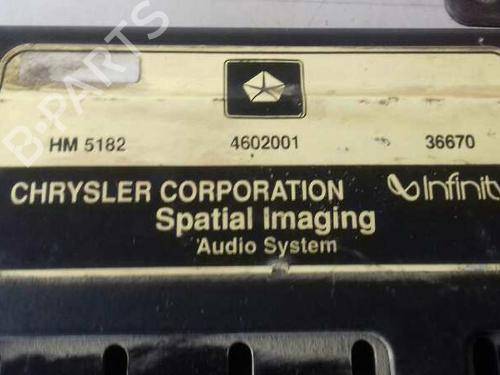 B-PARTS
HM 5182 4602001 36670
CHRYSLER CORPORATION Infinit
Spatial Imaging
Audio System